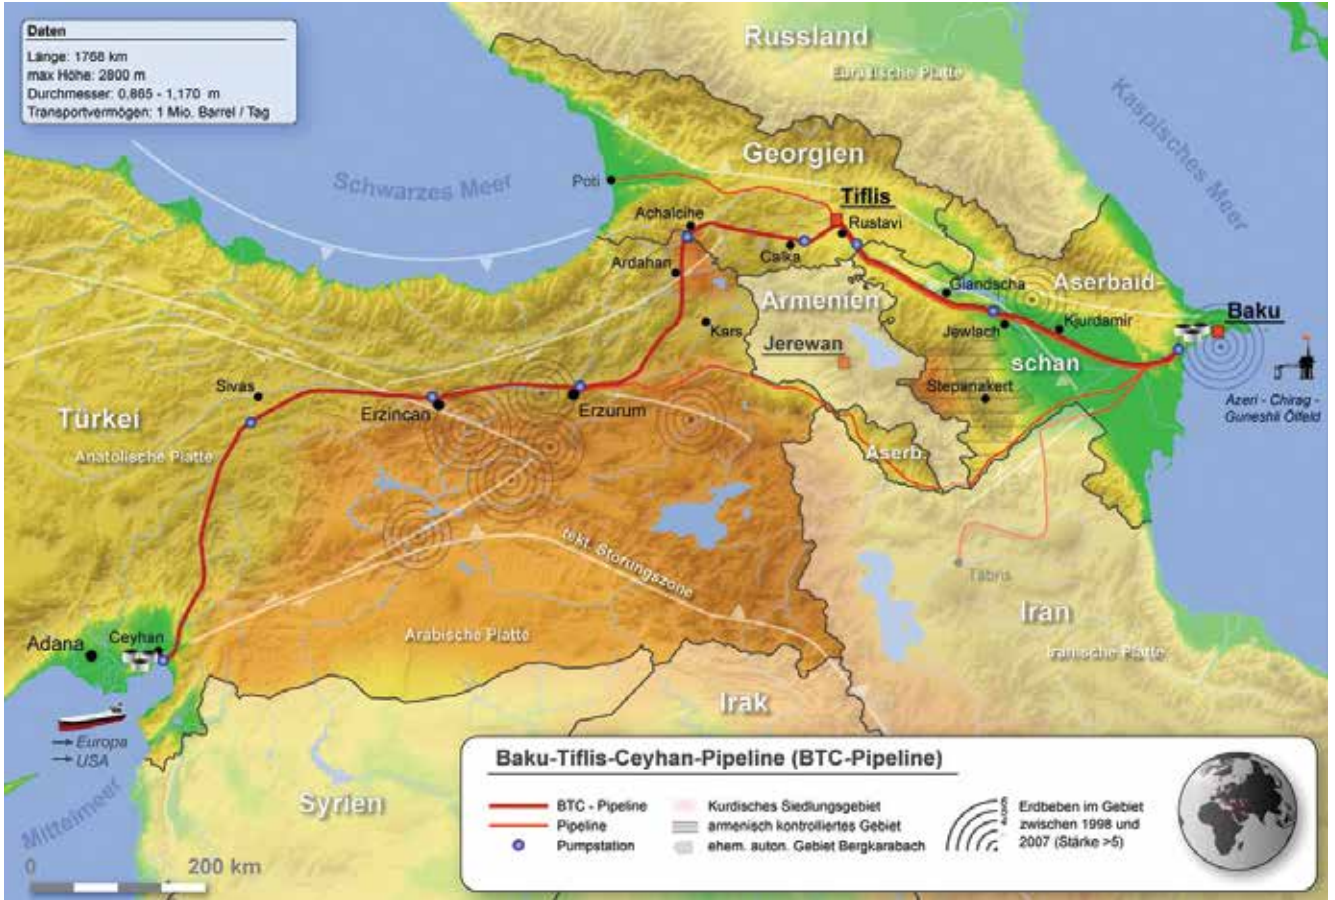 Daten
Länge: 1768 km
max Höhe: 2800 m
Durchmesser: 0,865 - 1,170 m
Transportvermögen: 1 Mio. Barrel / Tag
Russland
Eurasische Platte
Kaspisches Meer
Schwarzes Meer
Georgien
Poti
Tiflis
Achalcihe
Rustavi
Calka
Ardahan
Armenien
Giandscha
Aserbaid-
Baku
Kars
Jewlach
Kjurdamir
Jerewan
schan
Stepanakert
Azeri - Chirag -
Guneshli Ölfeld
Sivas
Erzincan
Erzurum
Türkei
Anatolische Platte
Aserb.
tekt. Störungszone
Täbris
Iran
Iranische Platte
Adana
Ceyhan
Arabische Platte
Irak
Europa
USA
Syrien
Mittelmeer
0
200 km
Baku-Tiflis-Ceyhan-Pipeline (BTC-Pipeline)
BTC - Pipeline
Pipeline
Pumpstation
Kurdisches Siedlungsgebiet
armenisch kontrolliertes Gebiet
ehem. auton. Gebiet Bergkarabach
Erdbeben im Gebiet
zwischen 1998 und
2007 (Stärke >5)